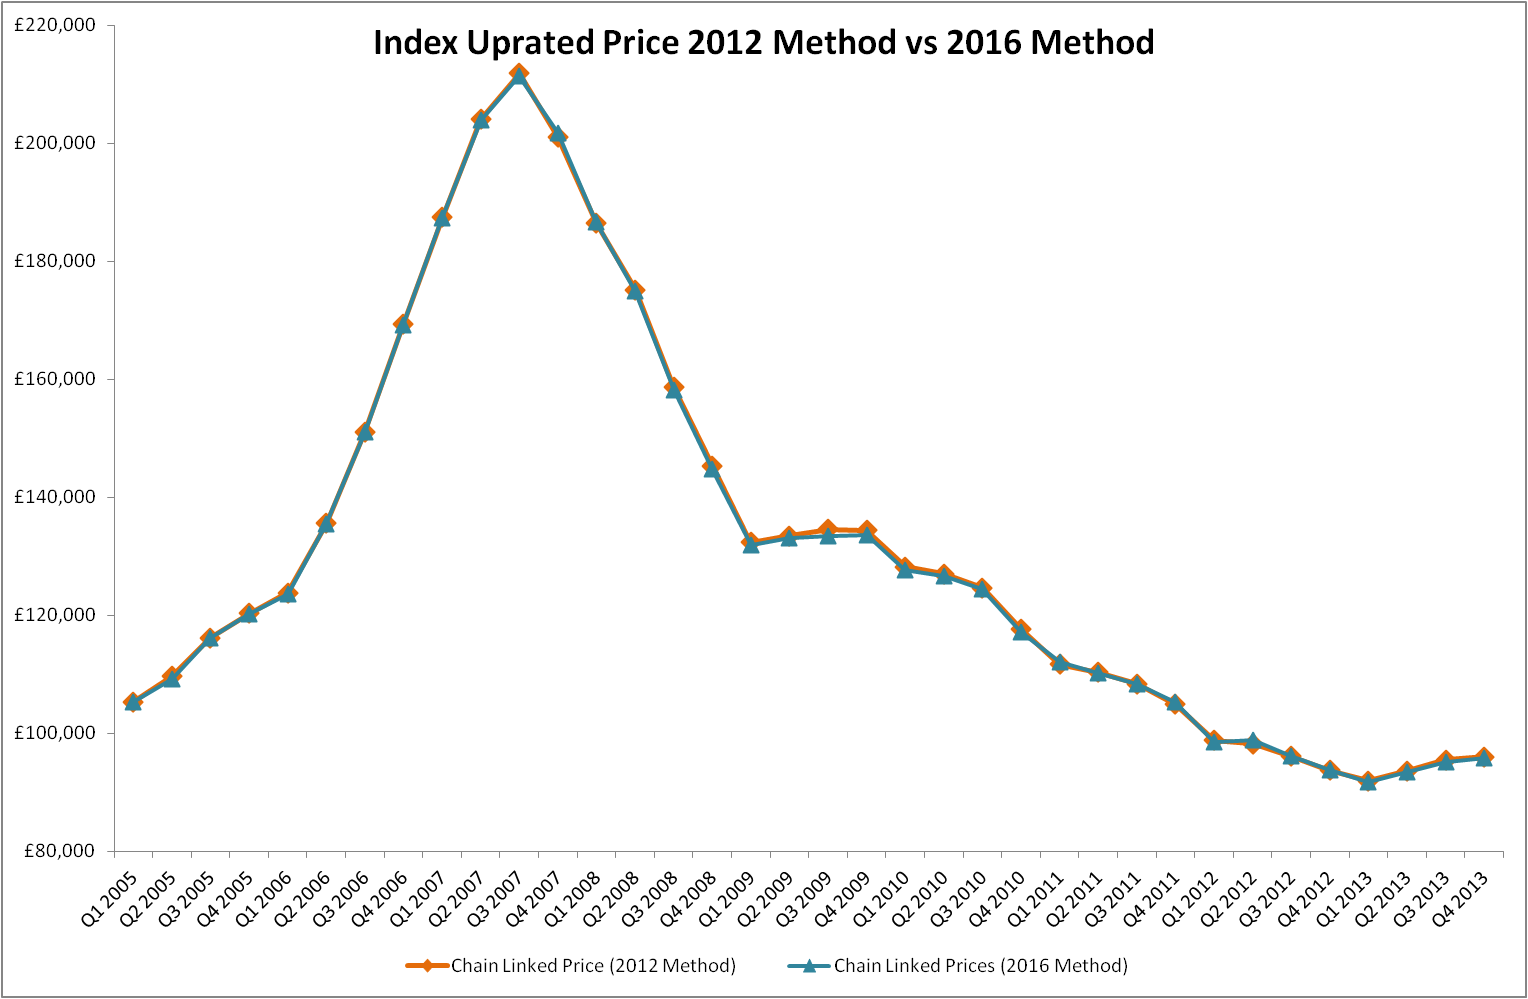 Index Uprated Price 2012 Method vs 2016 Method
£220,000
£200,000
£180,000
£160,000
£140,000
£120,000
£100,000
£80,000
Q1 2005
Q2 2005
Q3 2005
Q4 2005
Q1 2006
Q2 2006
Q3 2006
Q4 2006
Q1 2007
Q2 2007
Q3 2007
Q4 2007
Q1 2008
Q2 2008
Q3 2008
Q4 2008
Q1 2009
Q2 2009
Q3 2009
Q4 2009
Q1 2010
Q2 2010
Q3 2010
Q4 2010
Q1 2011
Q2 2011
Q3 2011
Q4 2011
Q1 2012
Q2 2012
Q3 2012
Q4 2012
Q1 2013
Q2 2013
Q3 2013
Q4 2013
Chain Linked Price (2012 Method)
Chain Linked Prices (2016 Method)